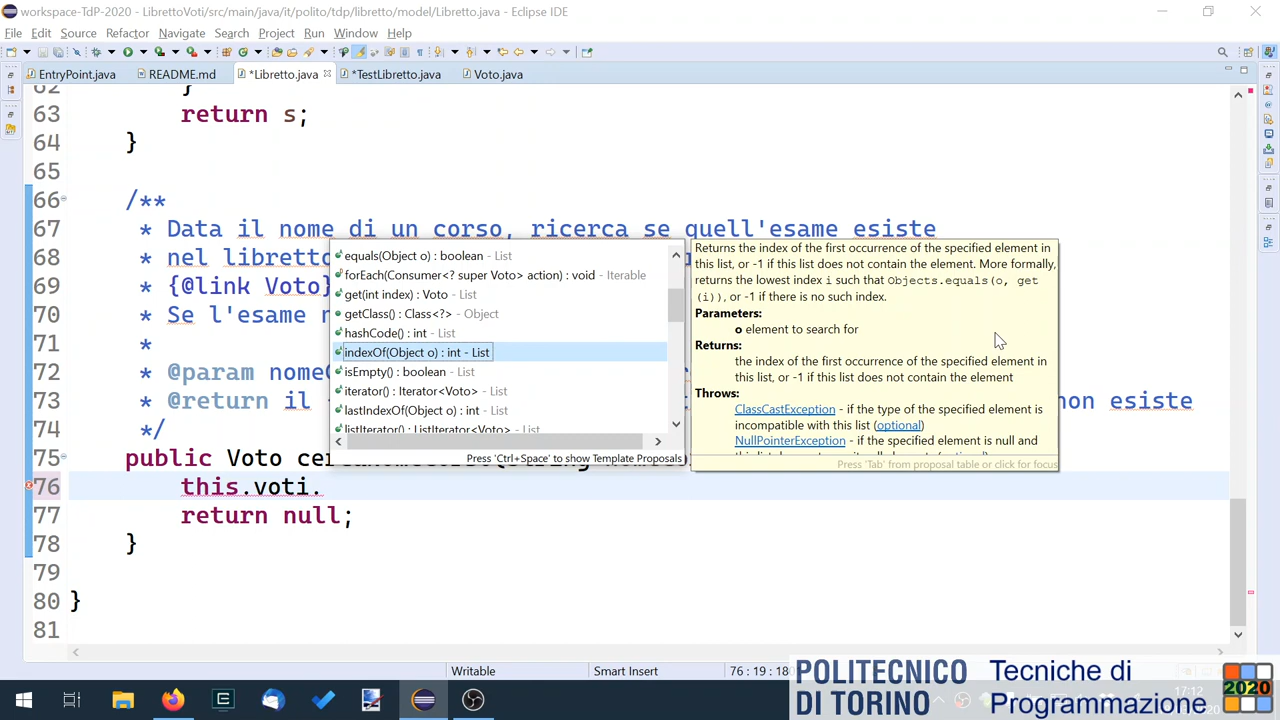 workspace-TdP-2020 - LibrettoVoti/src/main/java/it/polito/tdp/libretto/model/Libretto.java - Eclipse IDE
File Edit Source Refactor Navigate Search Project Run Window Help
EntryPoint.java README.md *Libretto.java *TestLibretto.java Voto.java
62 }
63 return s;
64 }
65
66 /**
67 * Data il nome di un corso, ricerca se quell'esame esiste
68 * nel libretto
69 * {@link Voto}
70 * Se l'esame
71 *
72 * @param
73 * @return il non esiste
74 */
75 public Voto
76 this.voti.
77 return null;
78 }
79
80 }
81
equals(Object o) : boolean - List
forEach(Consumer<? super Voto> action) : void - Iterable
get(int index) : Voto - List
getClass() : Class<?> - Object
hashCode() : int - List
indexOf(Object o) : int - List
isEmpty() : boolean - List
iterator() : Iterator<Voto> - List
lastIndexOf(Object o) : int - List
listIterator() : ListIterator<Voto> - List
Press 'Ctrl+Space' to show Template Proposals
Returns the index of the first occurrence of the specified element in
this list, or -1 if this list does not contain the element. More formally,
returns the lowest index i such that Objects.equals(o, get
(i)), or -1 if there is no such index.
Parameters:
o element to search for
Returns:
the index of the first occurrence of the specified element in
this list, or -1 if this list does not contain the element
Throws:
ClassCastException - if the type of the specified element is
incompatible with this list (optional)
NullPointerException - if the specified element is null and
Press 'Tab' from proposal table or click for focus
Writable Smart Insert 76 : 19 : 180
POLITECNICO
DI TORINO
Tecniche di
Programmazione
2020
17:12